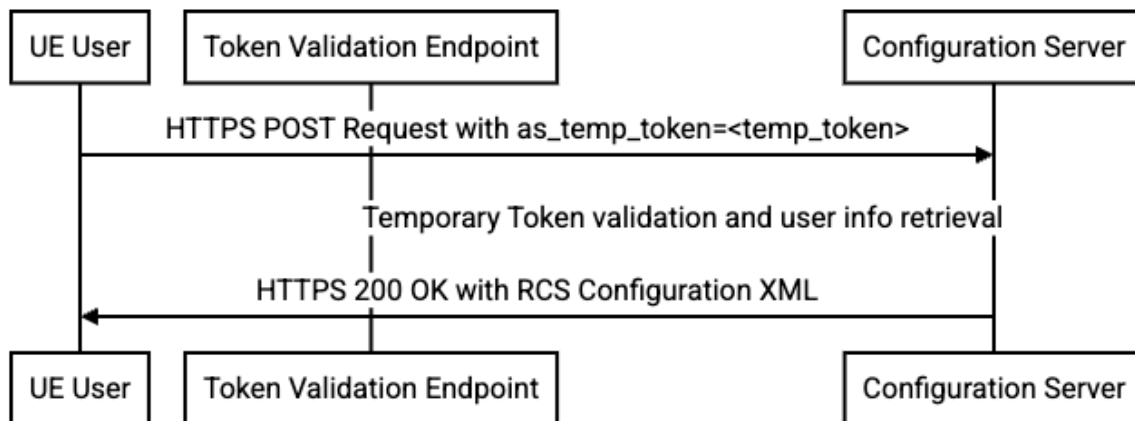 UE User
Token Validation Endpoint
Configuration Server
HTTPS POST Request with as_temp_token=<temp_token>
Temporary Token validation and user info retrieval
HTTPS 200 OK with RCS Configuration XML
UE User
Token Validation Endpoint
Configuration Server